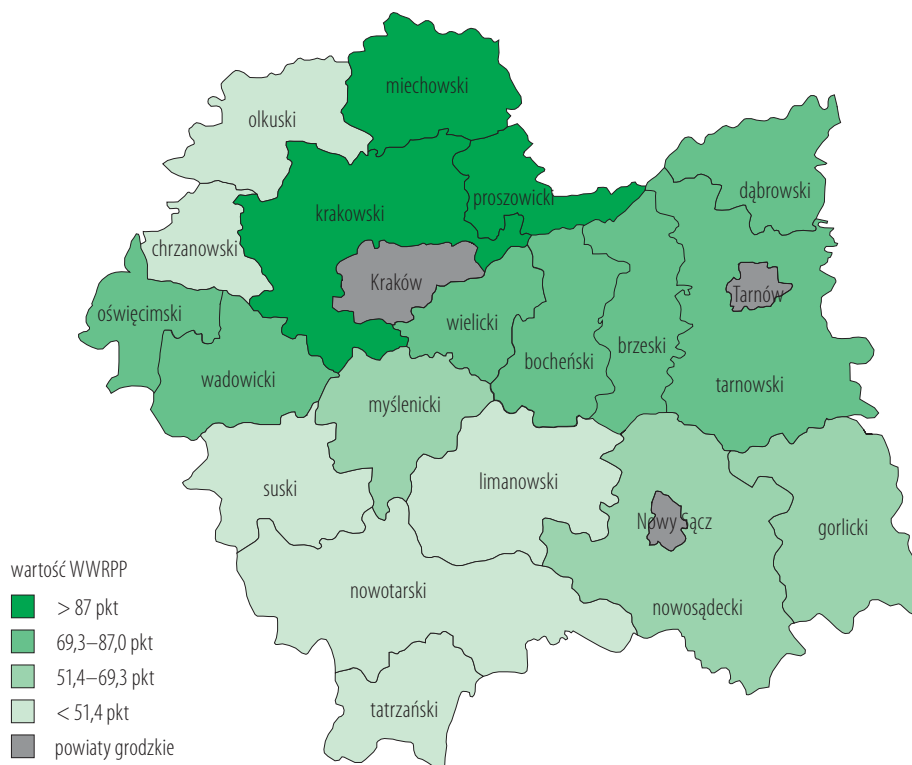 miechowski
olkuski
dąbrowski
proszowicki
krakowski
chrzanowski
Kraków
Tarnów
oświęcimski
wielicki
brzeski
bocheński
wadowicki
tarnowski
myślenicki
limanowski
suski
Nowy Sącz
gorlicki
nowotarski
nowosądecki
tatrzański
wartość WWRPP
> 87 pkt
69,3–87,0 pkt
51,4–69,3 pkt
< 51,4 pkt
powiaty grodzkie